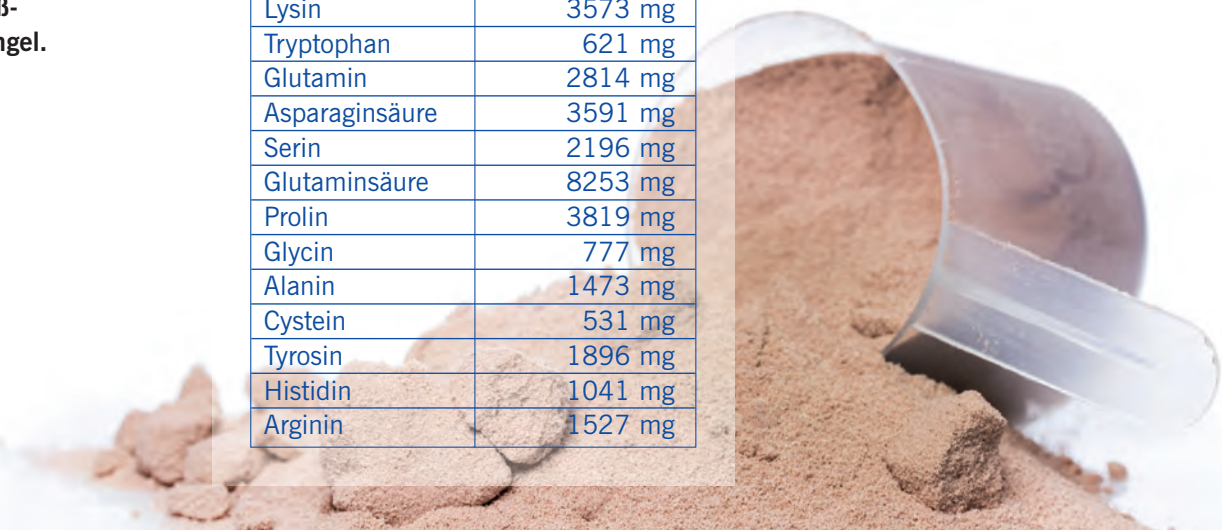 ß-
ngel.
Lysin 3573 mg
Tryptophan 621 mg
Glutamin 2814 mg
Asparaginsäure 3591 mg
Serin 2196 mg
Glutaminsäure 8253 mg
Prolin 3819 mg
Glycin 777 mg
Alanin 1473 mg
Cystein 531 mg
Tyrosin 1896 mg
Histidin 1041 mg
Arginin 1527 mg